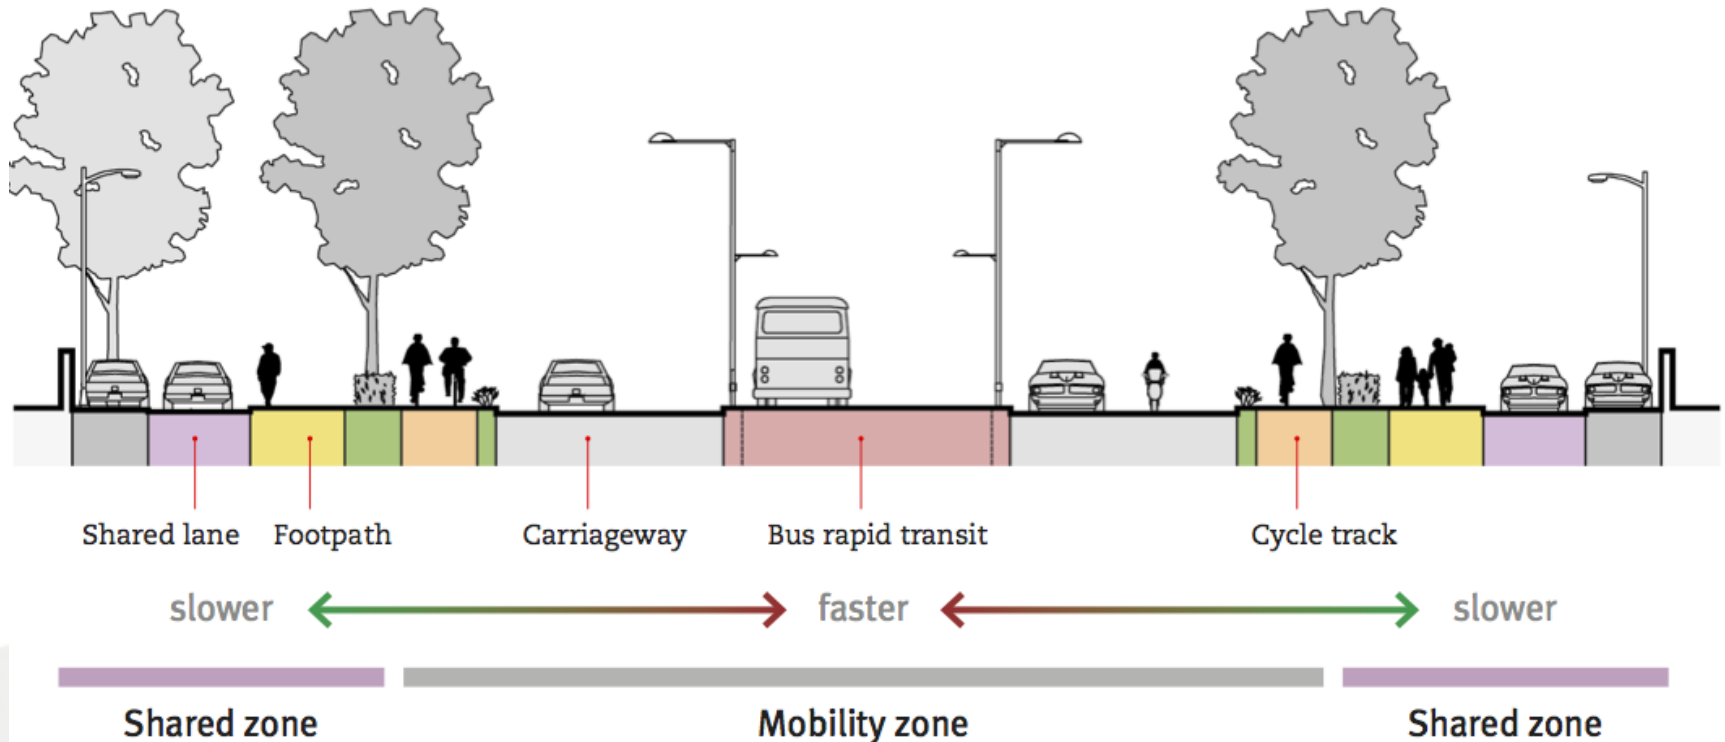 Shared lane
Footpath
Carriageway
Bus rapid transit
Cycle track
slower
faster
slower
Shared zone
Mobility zone
Shared zone